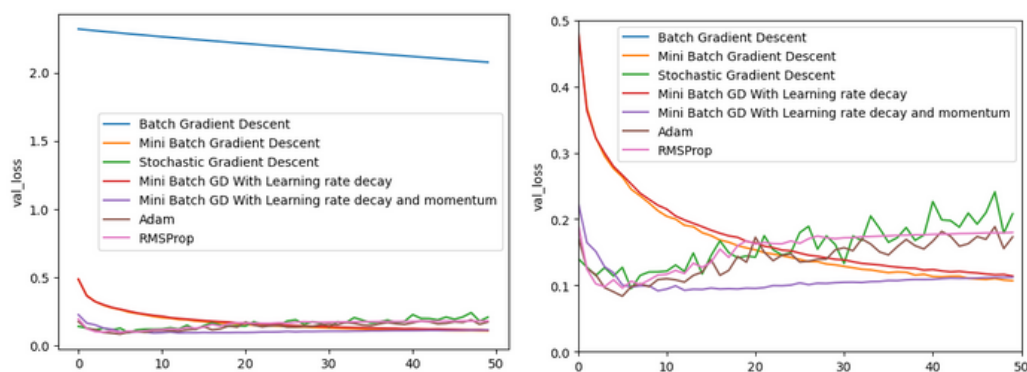 val_loss
2.0
1.5
1.0
0.5
0.0
Batch Gradient Descent
Mini Batch Gradient Descent
Stochastic Gradient Descent
Mini Batch GD With Learning rate decay
Mini Batch GD With Learning rate decay and momentum
Adam
RMSProp
0 10 20 30 40 50
val_loss
0.5
0.4
0.3
0.2
0.1
0.0
Batch Gradient Descent
Mini Batch Gradient Descent
Stochastic Gradient Descent
Mini Batch GD With Learning rate decay
Mini Batch GD With Learning rate decay and momentum
Adam
RMSProp
0 10 20 30 40 50